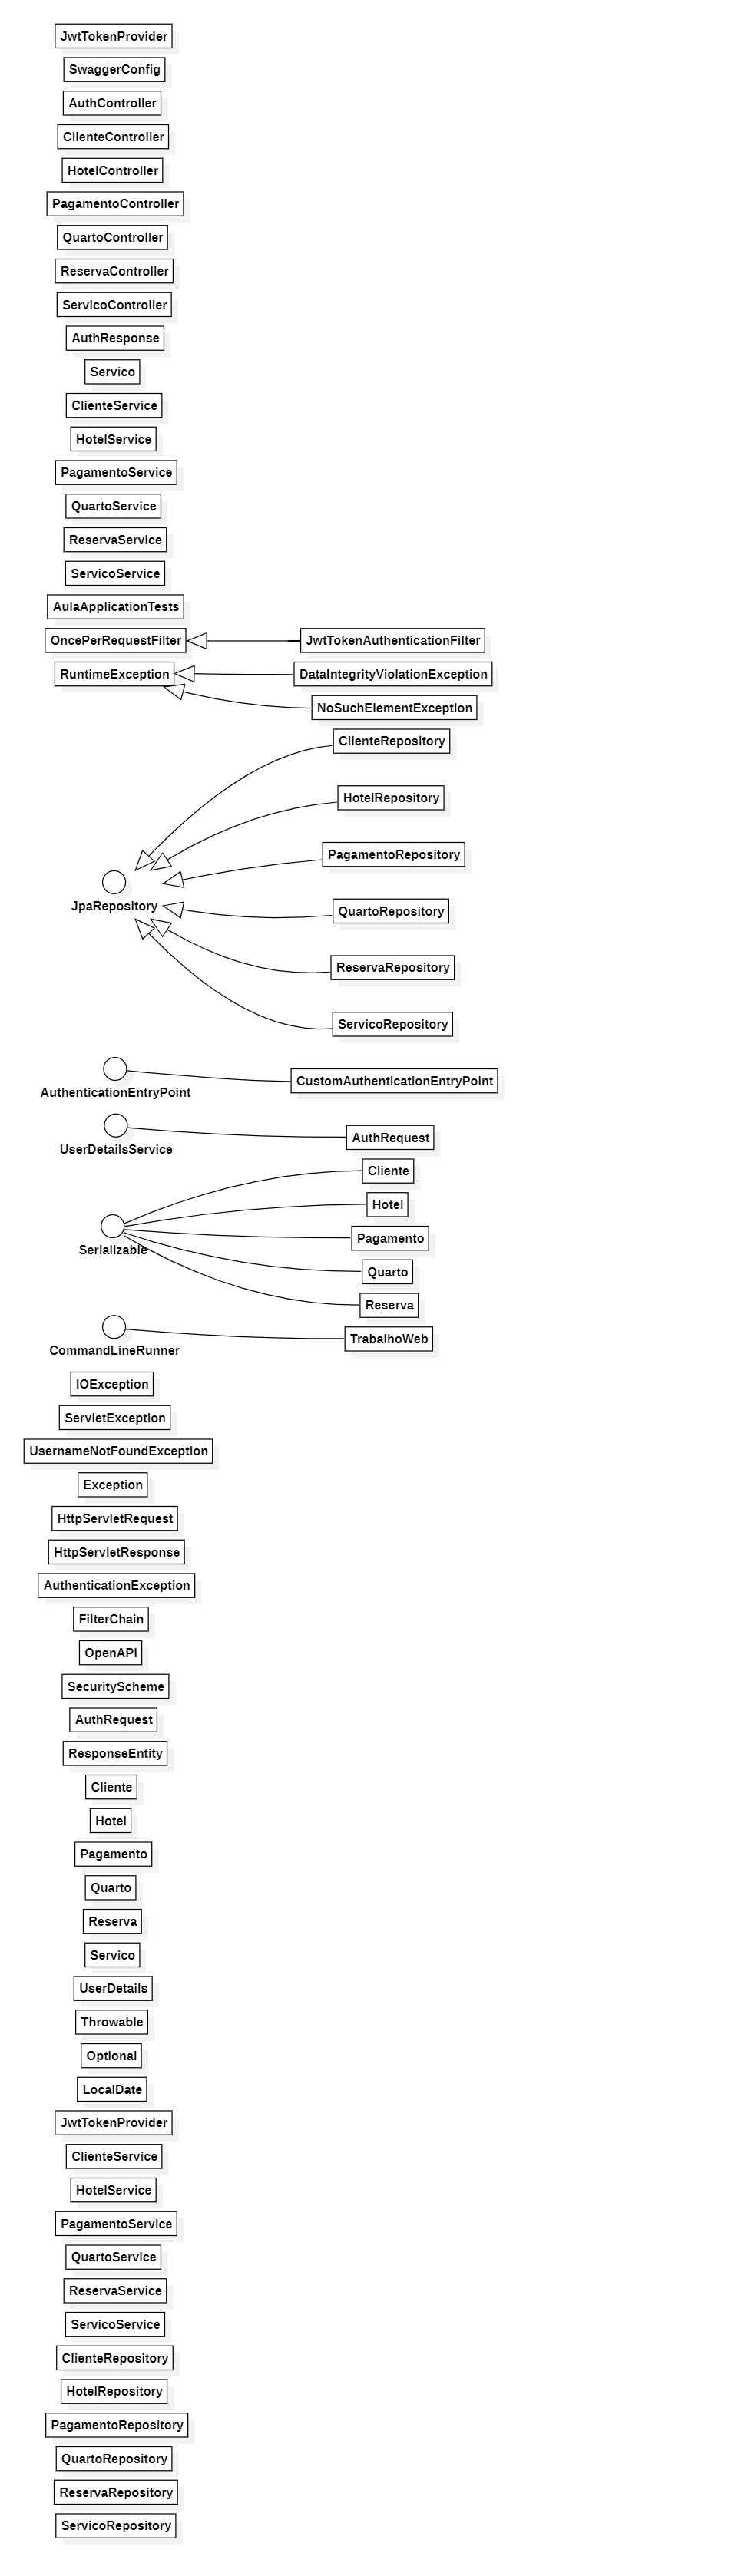 JwtTokenProvider
SwaggerConfig
AuthController
ClienteController
HotelController
PagamentoController
QuartoController
ReservaController
ServicoController
AuthResponse
Servico
ClienteService
HotelService
PagamentoService
QuartoService
ReservaService
ServicoService
AulaApplicationTests
OncePerRequestFilter
JwtTokenAuthenticationFilter
RuntimeException
DataIntegrityViolationException
NoSuchElementException
ClienteRepository
HotelRepository
PagamentoRepository
JpaRepository
QuartoRepository
ReservaRepository
ServicoRepository
CustomAuthenticationEntryPoint
AuthenticationEntryPoint
AuthRequest
UserDetailsService
Cliente
Hotel
Pagamento
Serializable
Quarto
Reserva
TrabalhoWeb
CommandLineRunner
IOException
ServletException
UsernameNotFoundException
Exception
HttpServletRequest
HttpServletResponse
AuthenticationException
FilterChain
OpenAPI
SecurityScheme
AuthRequest
ResponseEntity
Cliente
Hotel
Pagamento
Quarto
Reserva
Servico
UserDetails
Throwable
Optional
LocalDate
JwtTokenProvider
ClienteService
HotelService
PagamentoService
QuartoService
ReservaService
ServicoService
ClienteRepository
HotelRepository
PagamentoRepository
QuartoRepository
ReservaRepository
ServicoRepository